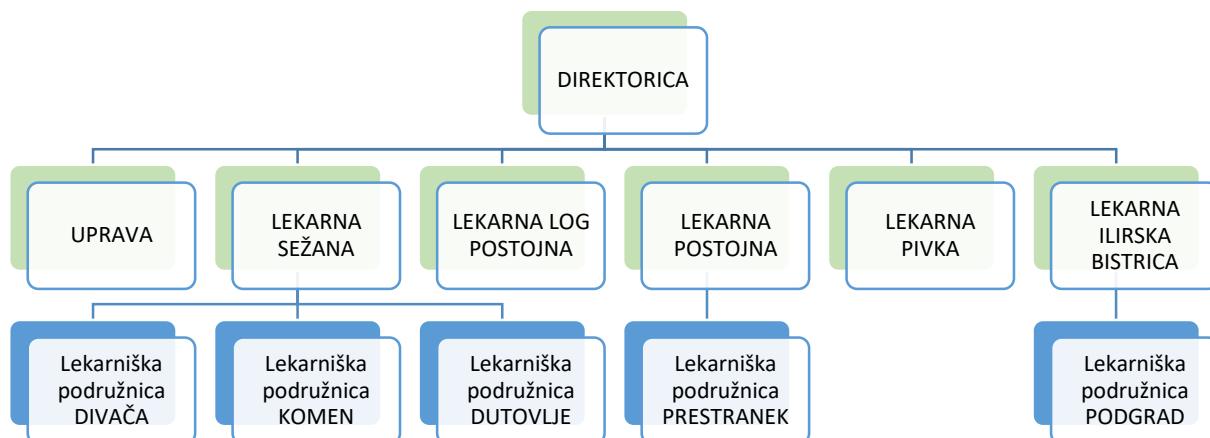 DIREKTORICA
UPRAVA
LEKARNA
SEŽANA
LEKARNA LOG
POSTOJNA
LEKARNA
POSTOJNA
LEKARNA
PIVKA
LEKARNA
ILIRSKA
BISTRICA
Lekarniška
podružnica
DIVAČA
Lekarniška
podružnica
KOMEN
Lekarniška
podružnica
DUTOVLJE
Lekarniška
podružnica
PRESTRANEK
Lekarniška
podružnica
PODGRAD